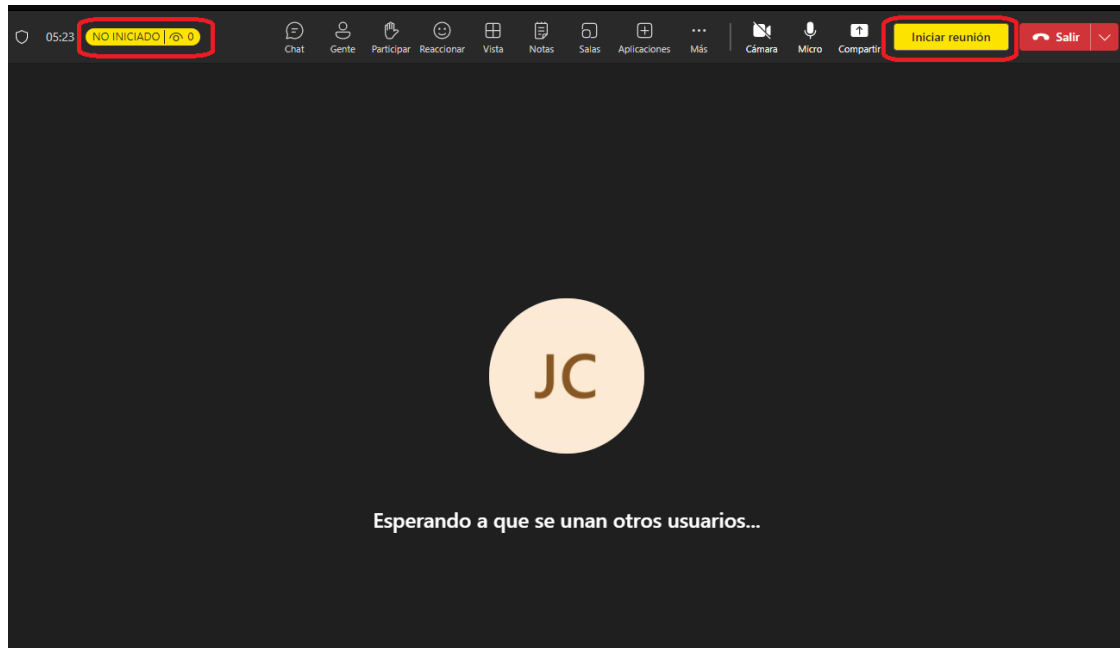 05:23 NO INICIADO 0 Chat Gente Participar Reaccionar Vista Notas Salas Aplicaciones Más Cámara Micro Compartir Iniciar reunión Salir
JC
Esperando a que se unan otros usuarios...